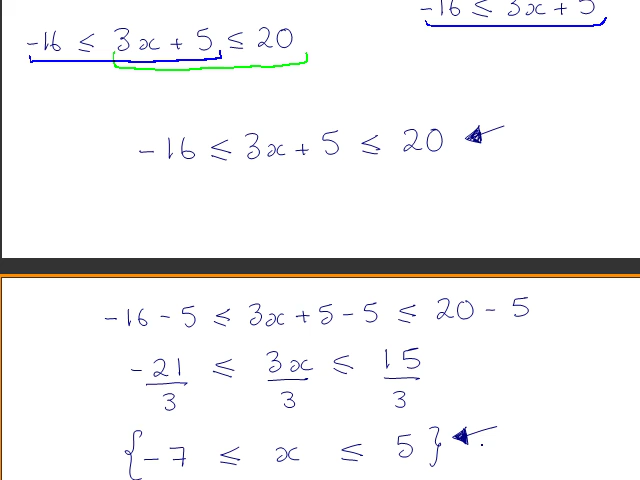 -16 ≤ 3x + 5
-16 ≤ 3x + 5 ≤ 20
-16 ≤ 3x + 5 ≤ 20
-16 - 5 ≤ 3x + 5 - 5 ≤ 20 - 5
-21/3 ≤ 3x/3 ≤ 15/3
{-7 ≤ x ≤ 5}